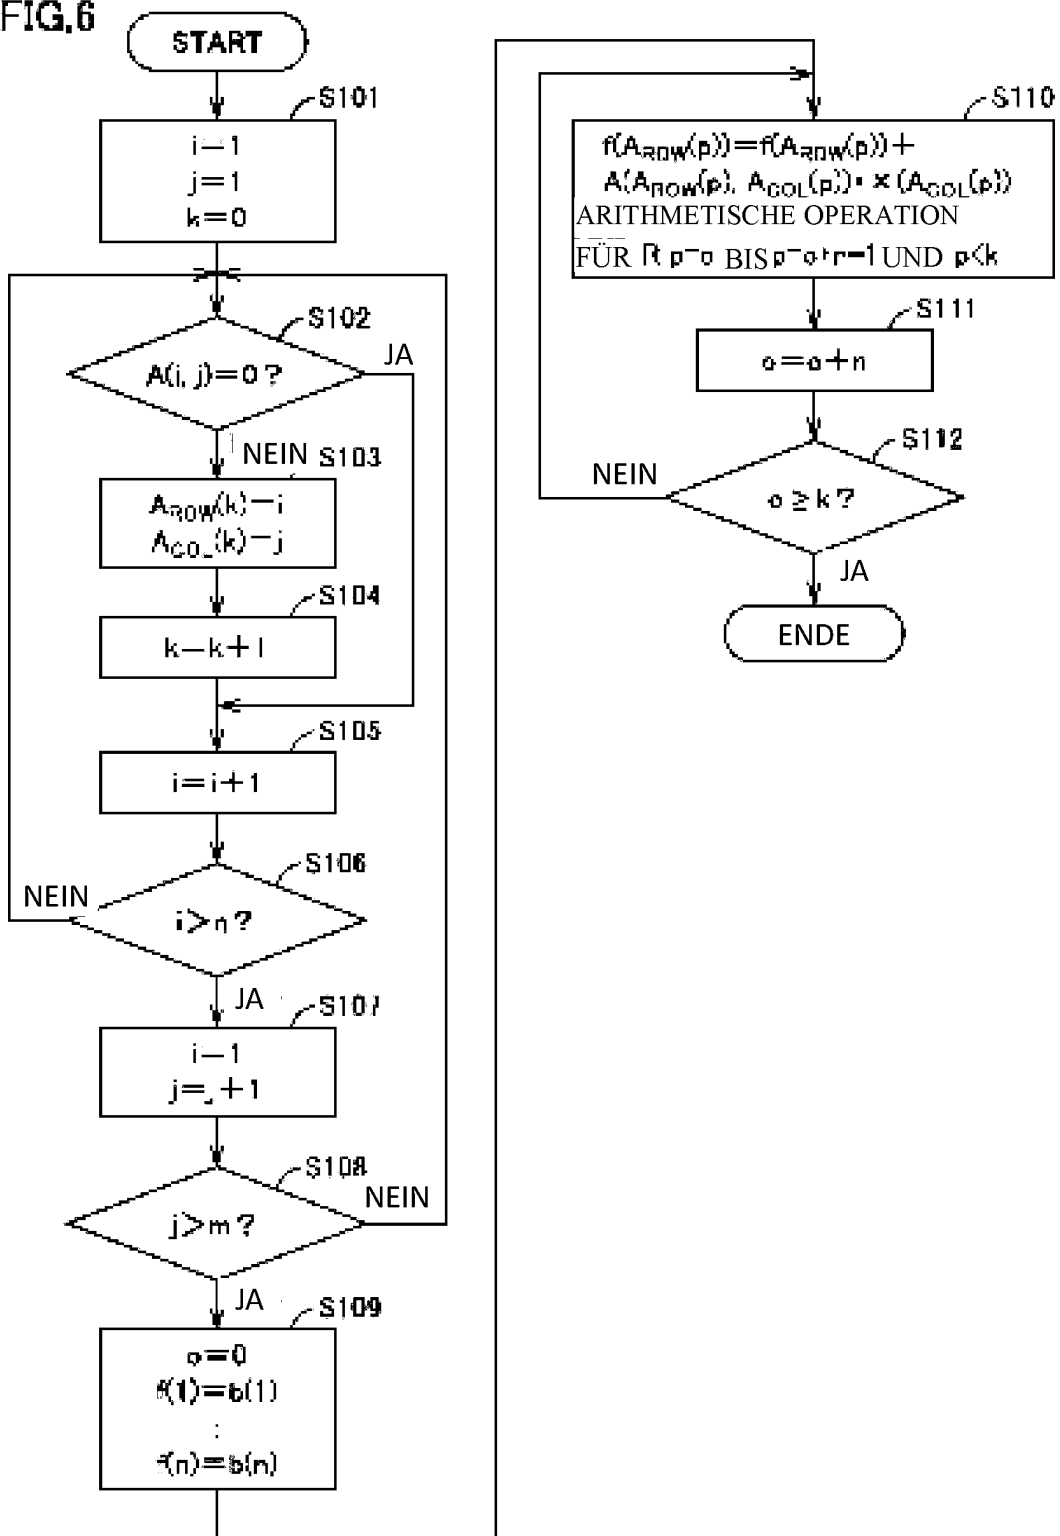 FIG.6
START
S101
i=1
j=1
k=0
S102
A(i, j)=0?
JA
NEIN
S103
A_ROW(k)=i
A_COL(k)=j
S104
k=k+1
S105
i=i+1
S106
i>n?
NEIN
JA
S107
i=1
j=j+1
S108
j>m?
NEIN
JA
S109
o=0
f(1)=b(1)
:
f(n)=b(n)
S110
f(A_ROW(p))=f(A_ROW(p))+
A(A_ROW(p), A_COL(p))・x(A_COL(p))
ARITHMETISCHE OPERATION
FÜR p=o BIS p=o+n-1 UND p<k
S111
o=o+n
S112
o≥k?
NEIN
JA
ENDE